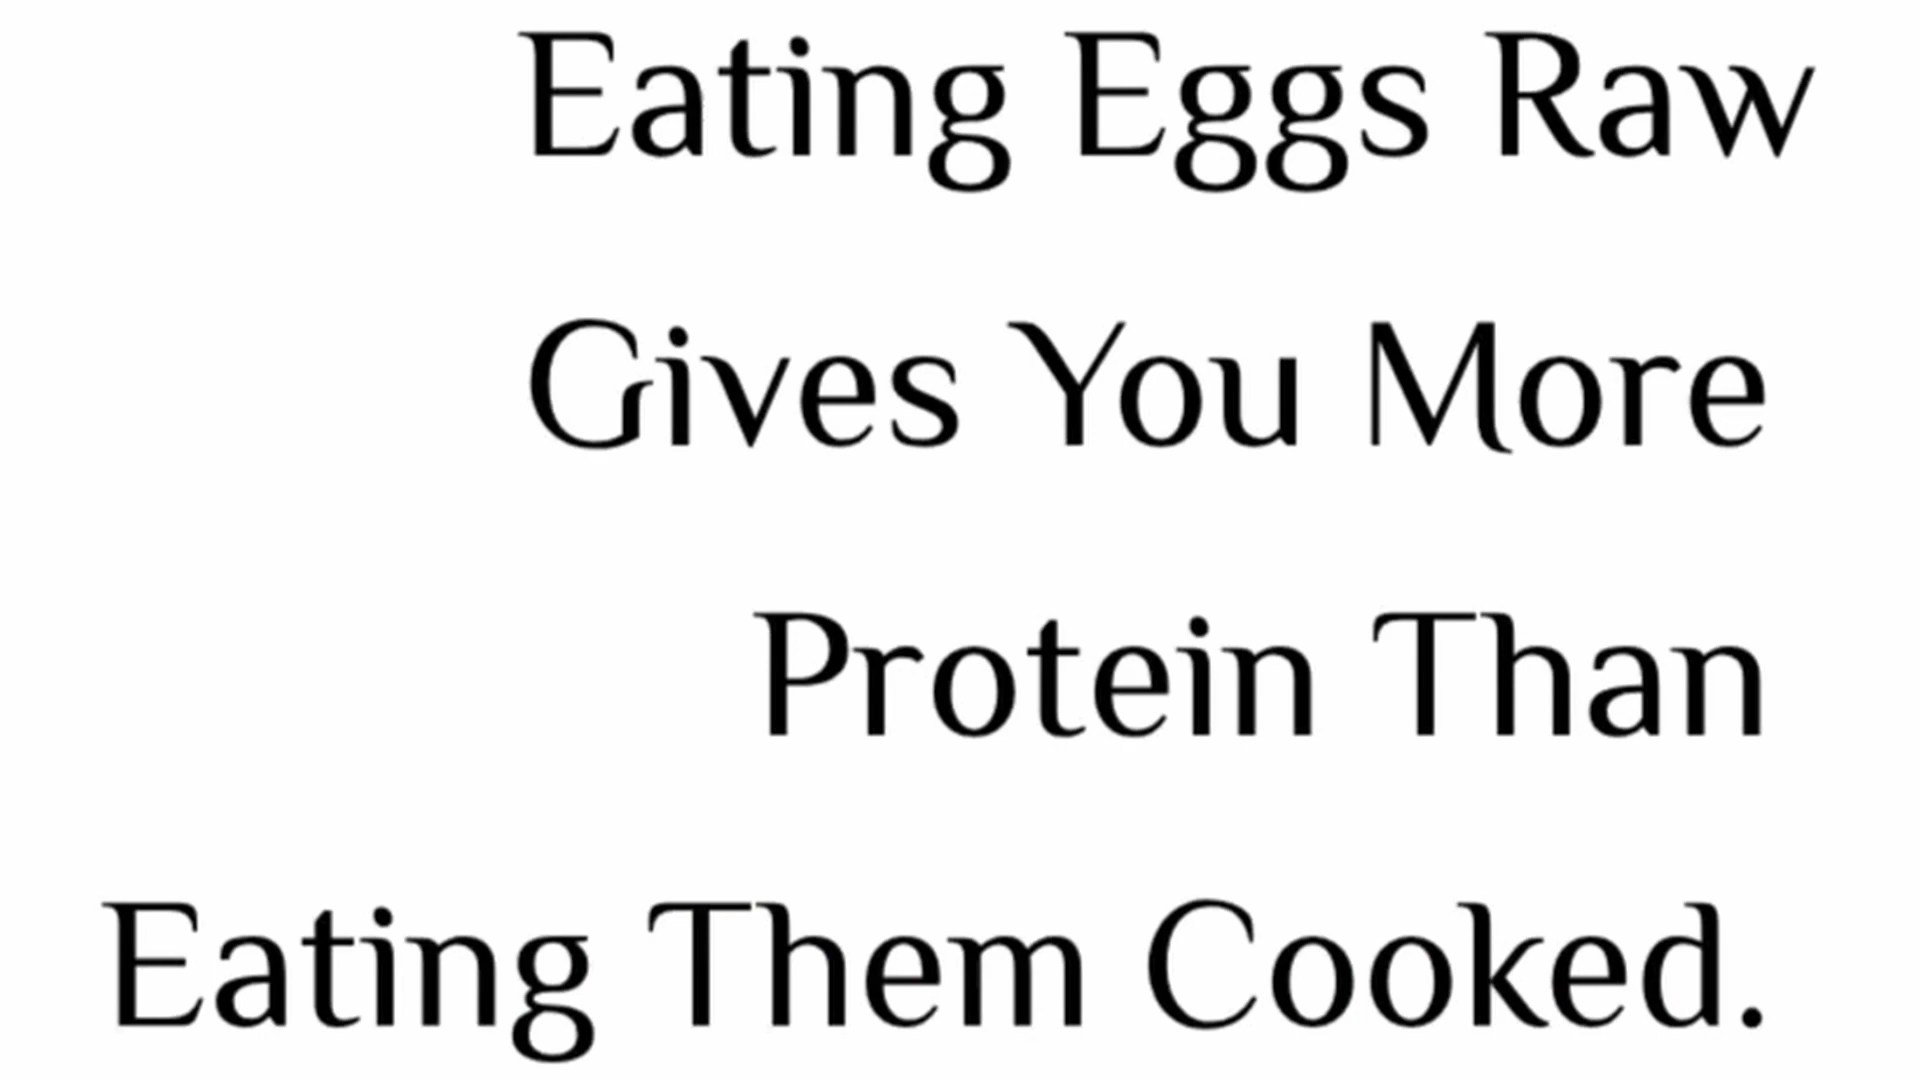 Eating Eggs Raw
Gives You More
Protein Than
Eating Them Cooked.